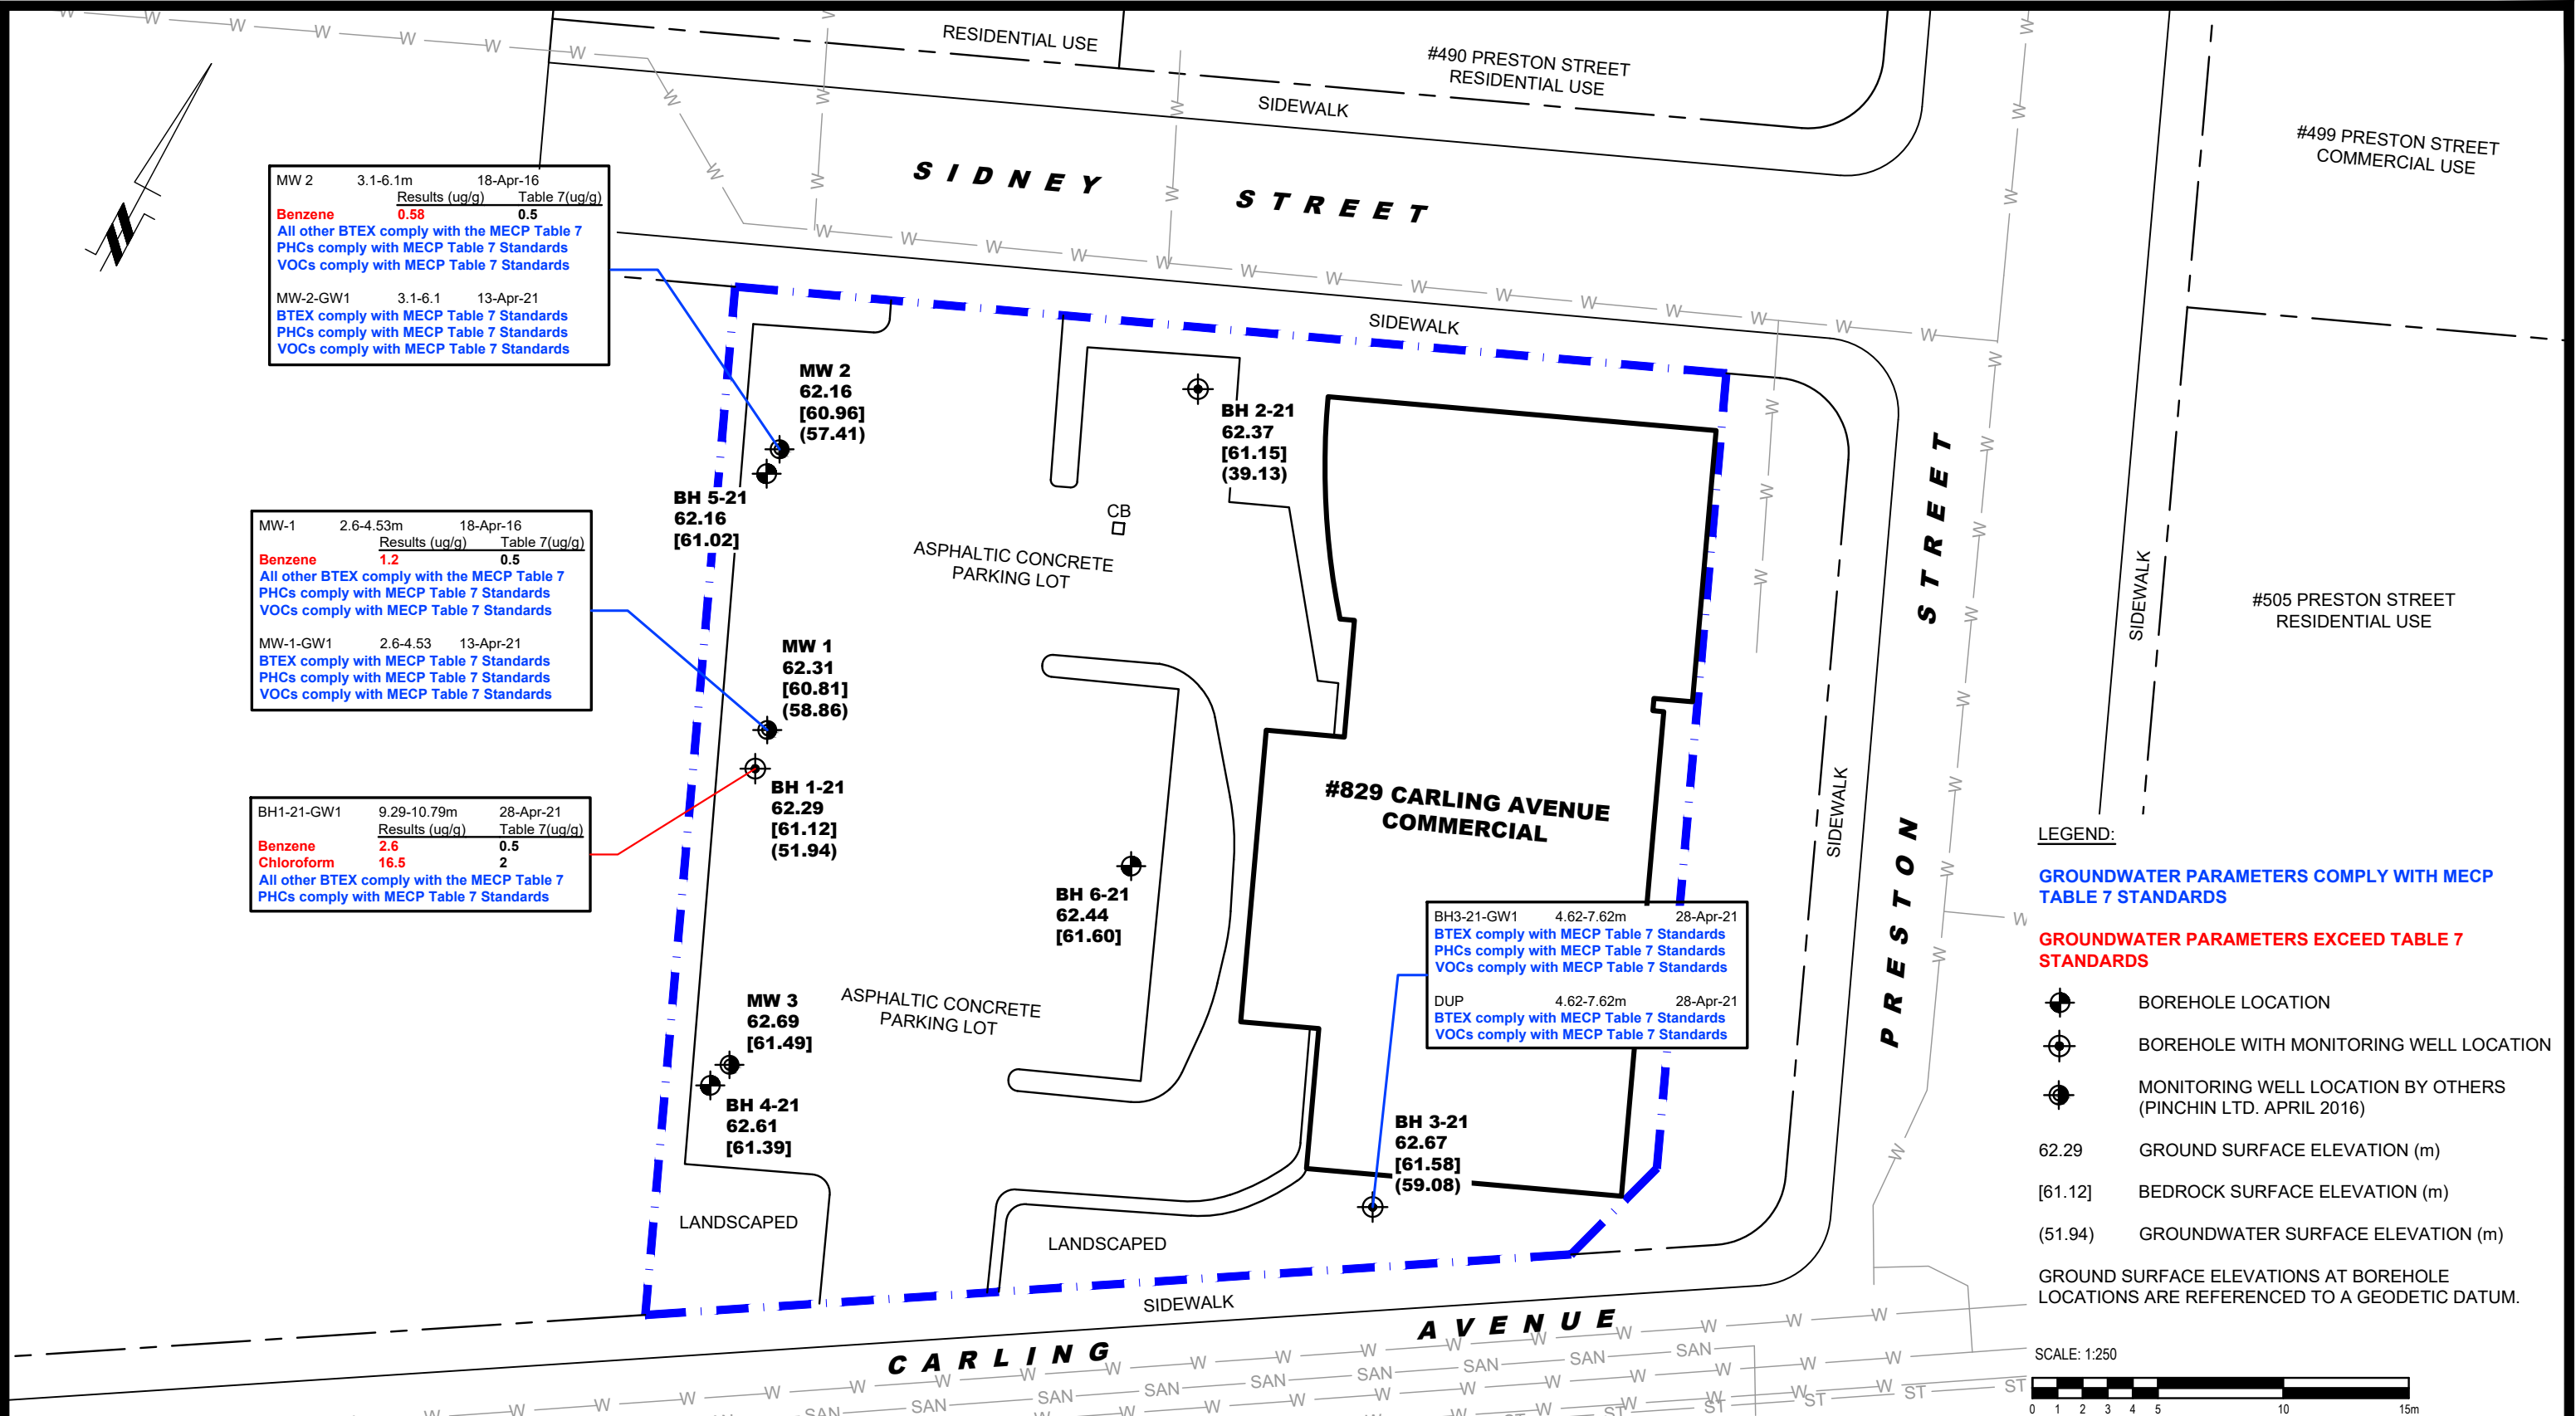 RESIDENTIAL USE
#490 PRESTON STREET
RESIDENTIAL USE
SIDEWALK
#499 PRESTON STREET
COMMERCIAL USE
SIDNEY STREET
MW 2 3.1-6.1m 18-Apr-16
Results (ug/g) Table 7(ug/g)
Benzene 0.58 0.5
All other BTEX comply with the MECP Table 7
PHCs comply with MECP Table 7 Standards
VOCs comply with MECP Table 7 Standards
MW-2-GW1 3.1-6.1 13-Apr-21
BTEX comply with MECP Table 7 Standards
PHCs comply with MECP Table 7 Standards
VOCs comply with MECP Table 7 Standards
SIDEWALK
MW 2
62.16
[60.96]
(57.41)
BH 2-21
62.37
[61.15]
(39.13)
BH 5-21
62.16
[61.02]
CB
ASPHALTIC CONCRETE
PARKING LOT
MW-1 2.6-4.53m 18-Apr-16
Results (ug/g) Table 7(ug/g)
Benzene 1.2 0.5
All other BTEX comply with the MECP Table 7
PHCs comply with MECP Table 7 Standards
VOCs comply with MECP Table 7 Standards
MW-1-GW1 2.6-4.53 13-Apr-21
BTEX comply with MECP Table 7 Standards
PHCs comply with MECP Table 7 Standards
VOCs comply with MECP Table 7 Standards
MW 1
62.31
[60.81]
(58.86)
BH 1-21
62.29
[61.12]
(51.94)
#829 CARLING AVENUE
COMMERCIAL
SIDEWALK
PRESTON STREET
SIDEWALK
#505 PRESTON STREET
RESIDENTIAL USE
BH1-21-GW1 9.29-10.79m 28-Apr-21
Results (ug/g) Table 7(ug/g)
Benzene 2.6 0.5
Chloroform 16.5 2
All other BTEX comply with the MECP Table 7
PHCs comply with MECP Table 7 Standards
BH 6-21
62.44
[61.60]
BH3-21-GW1 4.62-7.62m 28-Apr-21
BTEX comply with MECP Table 7 Standards
PHCs comply with MECP Table 7 Standards
VOCs comply with MECP Table 7 Standards
DUP 4.62-7.62m 28-Apr-21
BTEX comply with MECP Table 7 Standards
VOCs comply with MECP Table 7 Standards
MW 3
62.69
[61.49]
ASPHALTIC CONCRETE
PARKING LOT
BH 4-21
62.61
[61.39]
BH 3-21
62.67
[61.58]
(59.08)
LANDSCAPED
LANDSCAPED
SIDEWALK
CARLING AVENUE
LEGEND:
GROUNDWATER PARAMETERS COMPLY WITH MECP
TABLE 7 STANDARDS
GROUNDWATER PARAMETERS EXCEED TABLE 7
STANDARDS
BOREHOLE LOCATION
BOREHOLE WITH MONITORING WELL LOCATION
MONITORING WELL LOCATION BY OTHERS
(PINCHIN LTD. APRIL 2016)
62.29 GROUND SURFACE ELEVATION (m)
[61.12] BEDROCK SURFACE ELEVATION (m)
(51.94) GROUNDWATER SURFACE ELEVATION (m)
GROUND SURFACE ELEVATIONS AT BOREHOLE
LOCATIONS ARE REFERENCED TO A GEODETIC DATUM.
SCALE: 1:250
0 1 2 3 4 5 10 15m
W W W W W W W
SAN SAN SAN SAN SAN SAN SAN
ST ST ST ST ST